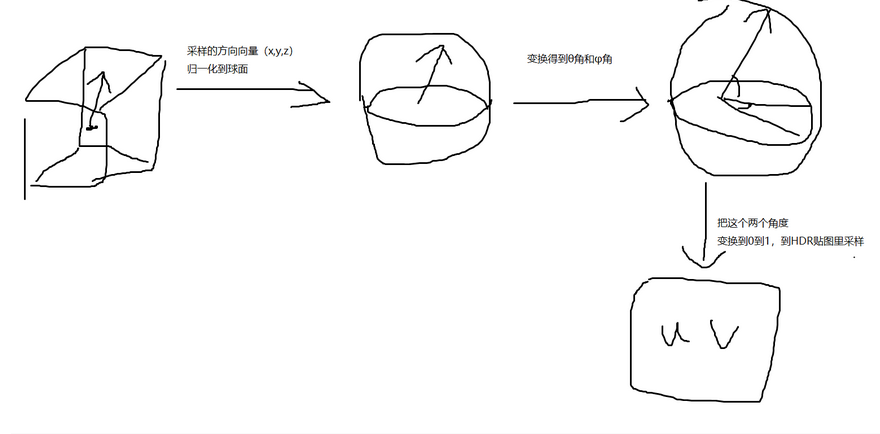 采样的方向向量（x,y,z）
归一化到球面
变换得到θ角和φ角
把这个两个角度
变换到0到1，到HDR贴图里采样
u v